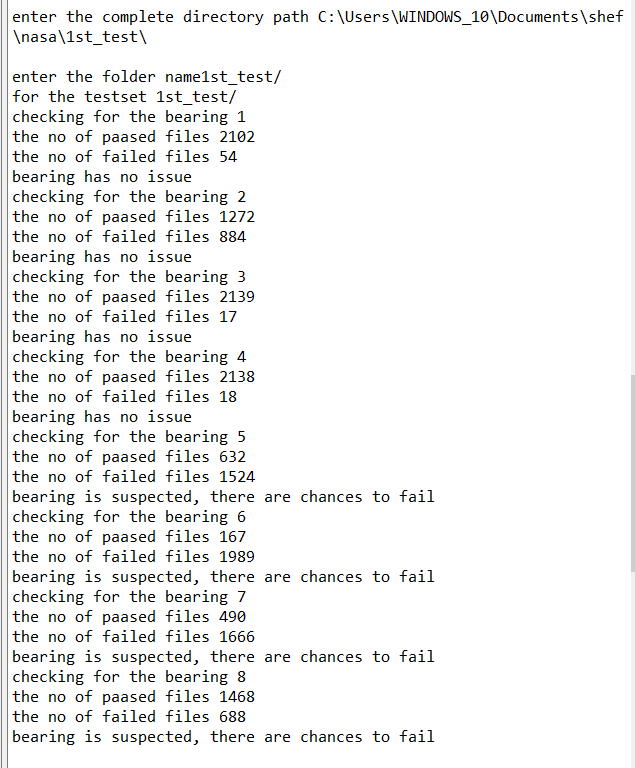 enter the complete directory path C:\Users\WINDOWS_10\Documents\shef
\nasa\1st_test\
enter the folder name1st_test/
for the testset 1st_test/
checking for the bearing 1
the no of paased files 2102
the no of failed files 54
bearing has no issue
checking for the bearing 2
the no of paased files 1272
the no of failed files 884
bearing has no issue
checking for the bearing 3
the no of paased files 2139
the no of failed files 17
bearing has no issue
checking for the bearing 4
the no of paased files 2138
the no of failed files 18
bearing has no issue
checking for the bearing 5
the no of paased files 632
the no of failed files 1524
bearing is suspected, there are chances to fail
checking for the bearing 6
the no of paased files 167
the no of failed files 1989
bearing is suspected, there are chances to fail
checking for the bearing 7
the no of paased files 490
the no of failed files 1666
bearing is suspected, there are chances to fail
checking for the bearing 8
the no of paased files 1468
the no of failed files 688
bearing is suspected, there are chances to fail